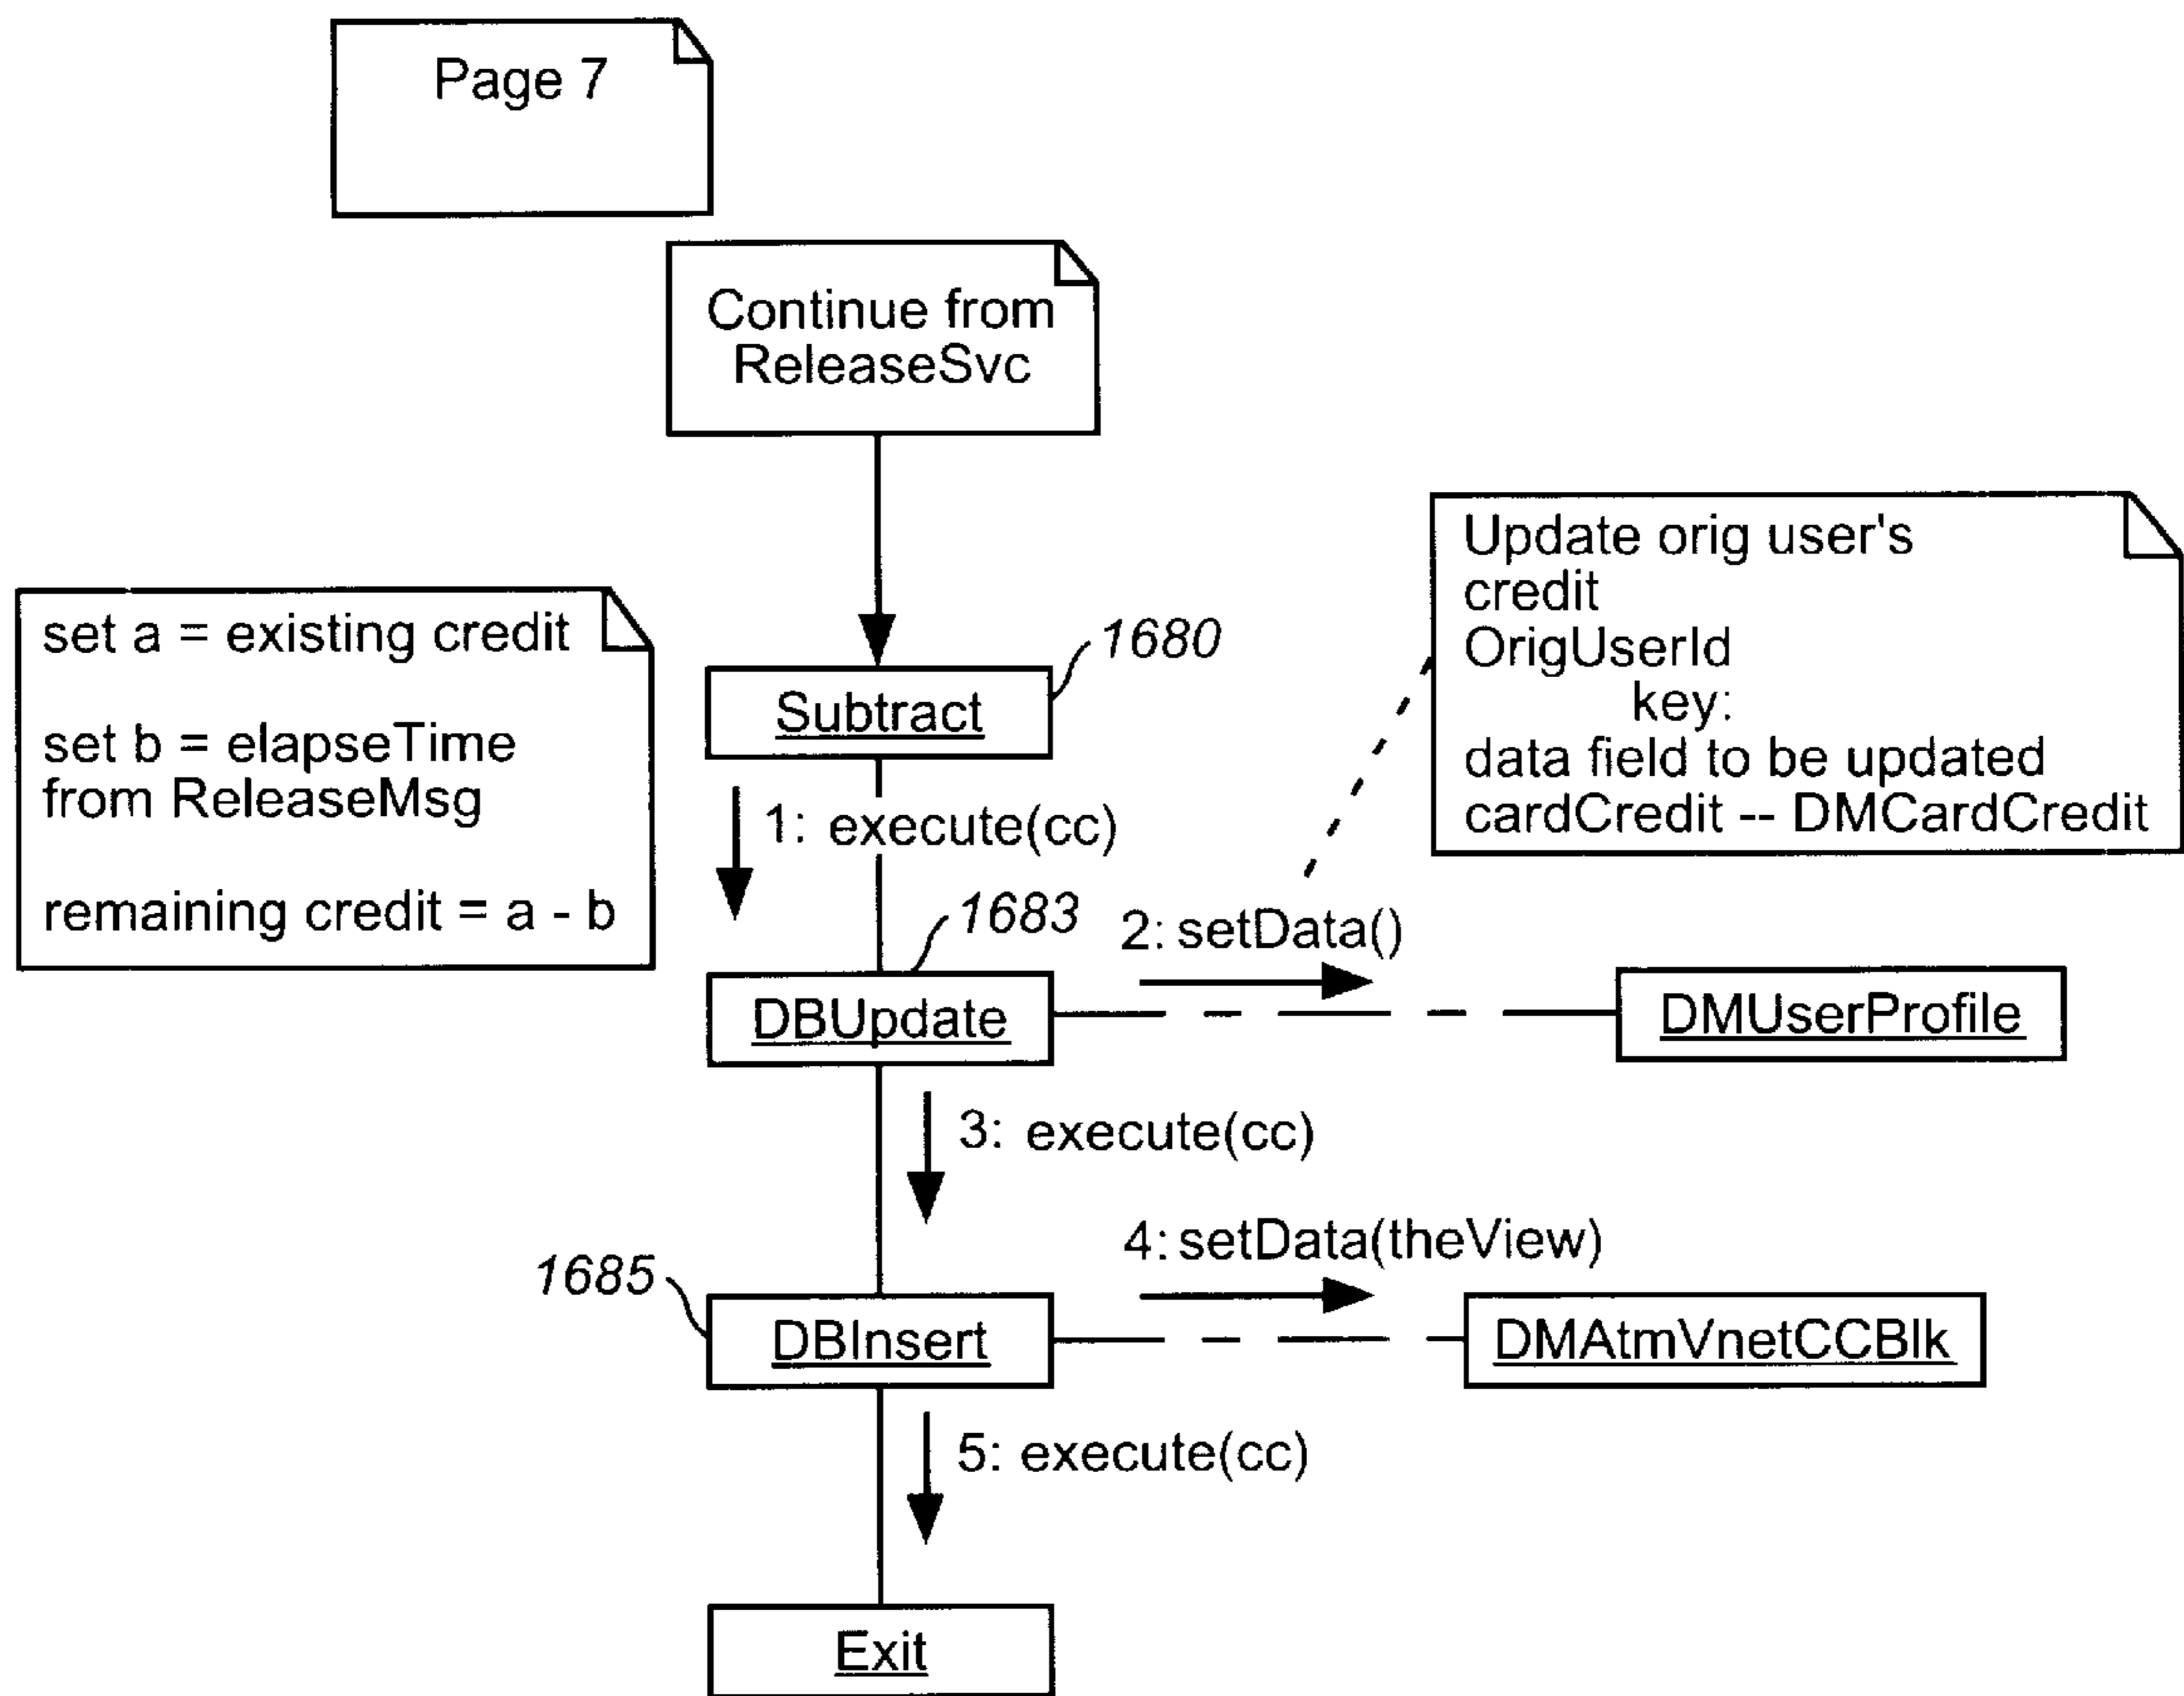 Page 7
Continue from
ReleaseSvc
set a = existing credit
set b = elapseTime
from ReleaseMsg
remaining credit = a - b
1680
Subtract
Update orig user's
credit
OrigUserId
key:
data field to be updated
cardCredit -- DMCardCredit
1: execute(cc)
1683
2: setData()
DBUpdate
DMUserProfile
3: execute(cc)
4: setData(theView)
1685
DBInsert
DMAtmVnetCCBlk
5: execute(cc)
Exit